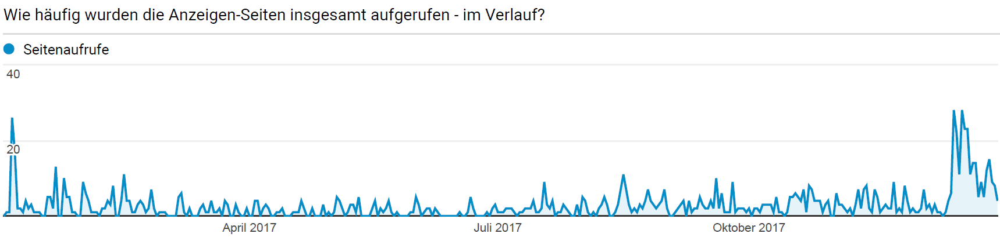 Wie häufig wurden die Anzeigen-Seiten insgesamt aufgerufen - im Verlauf?
Seitenaufrufe
40
20
April 2017
Juli 2017
Oktober 2017